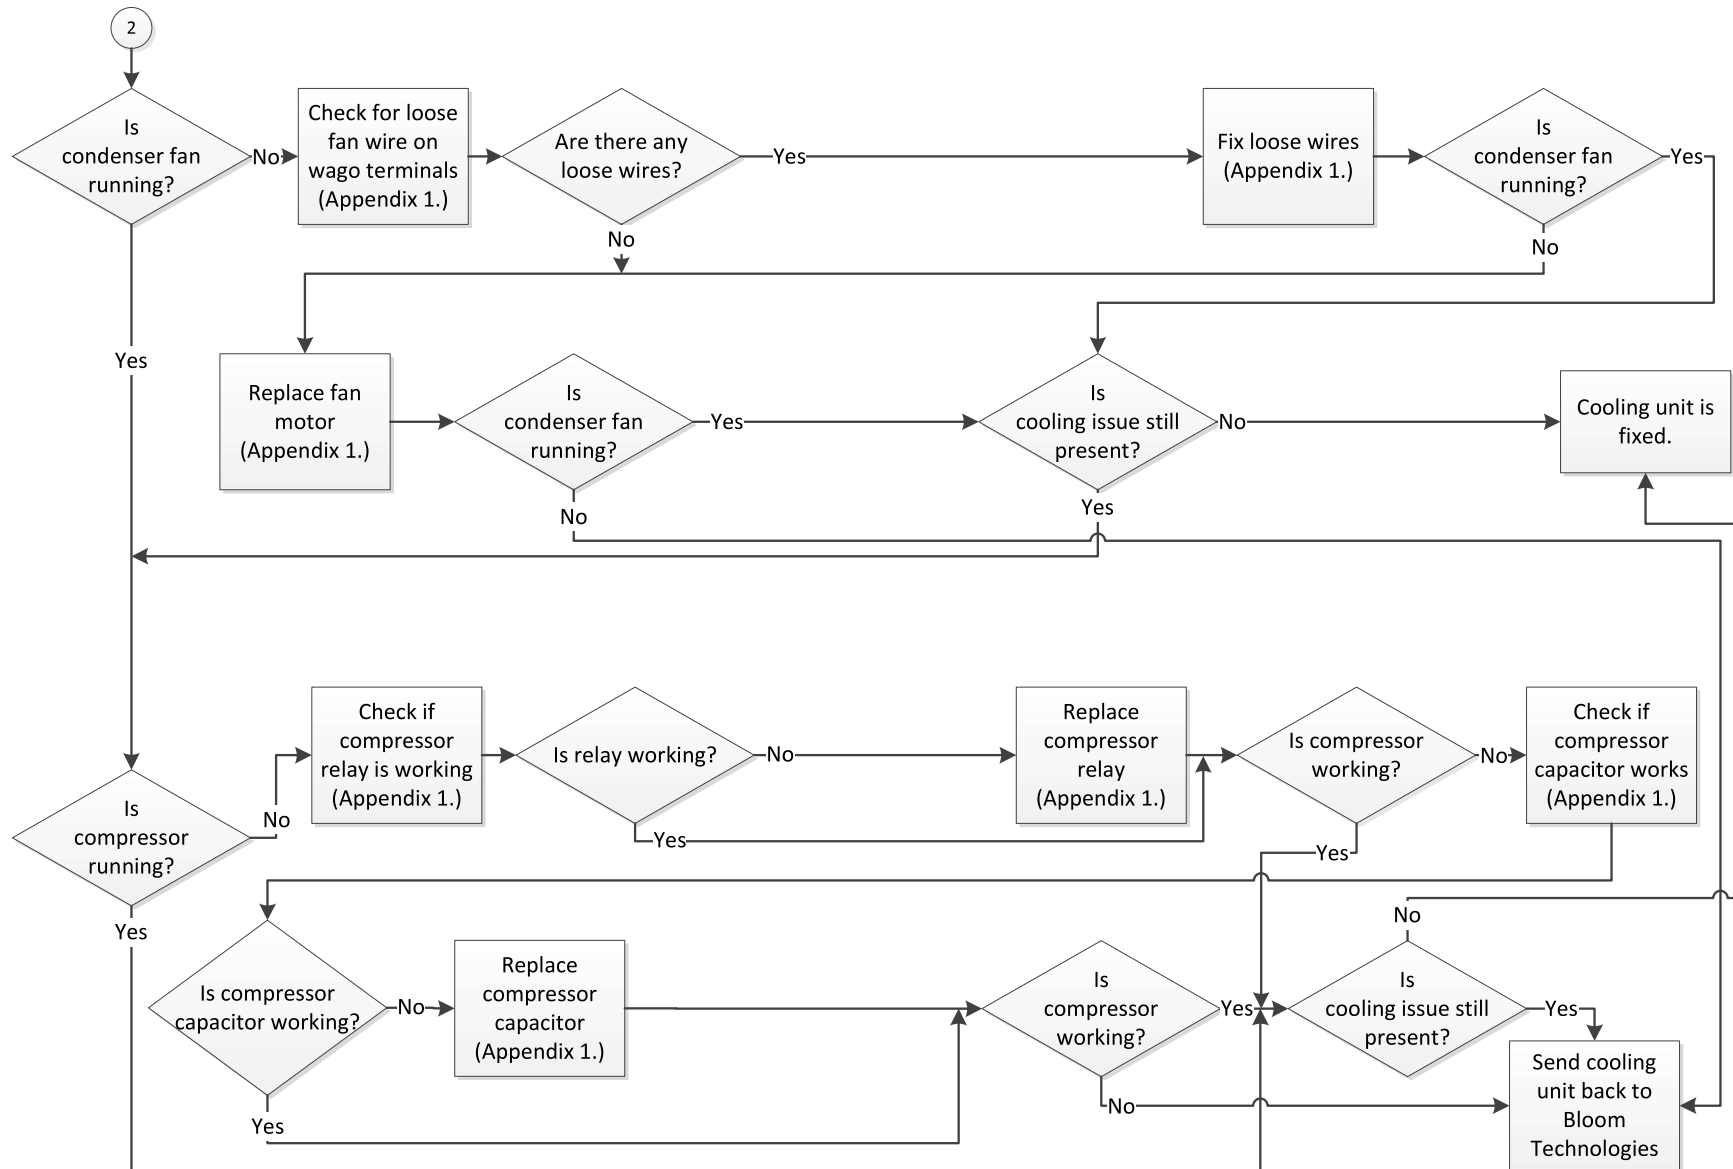 2
Is
condenser fan
running?
No
Check for loose
fan wire on
wago terminals
(Appendix 1.)
Are there any
loose wires?
Yes
Fix loose wires
(Appendix 1.)
Is
condenser fan
running?
Yes
No
No
Yes
Replace fan
motor
(Appendix 1.)
Is
condenser fan
running?
Yes
Is
cooling issue still
present?
No
Cooling unit is
fixed.
No
Yes
Is
compressor
running?
No
Check if
compressor
relay is working
(Appendix 1.)
Is relay working?
No
Replace
compressor
relay
(Appendix 1.)
Is compressor
working?
No
Check if
compressor
capacitor works
(Appendix 1.)
Yes
Yes
Yes
No
Is compressor
capacitor working?
No
Replace
compressor
capacitor
(Appendix 1.)
Is
compressor
working?
Yes
Is
cooling issue still
present?
Yes
Yes
No
Send cooling
unit back to
Bloom
Technologies